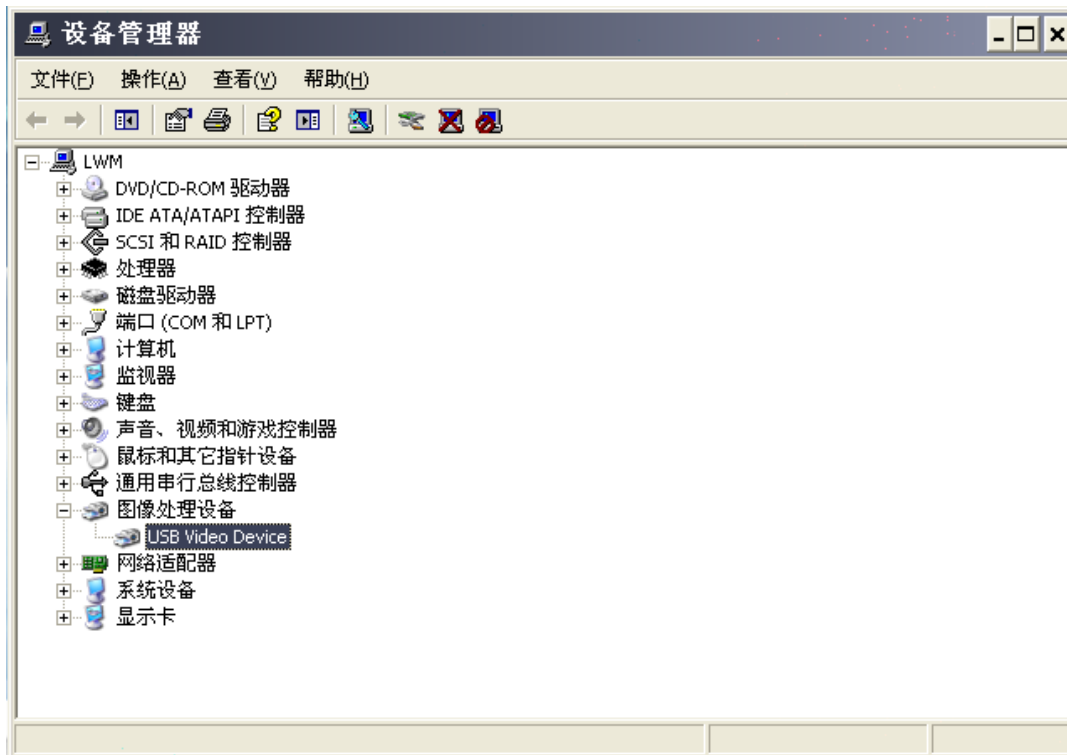 设备管理器
文件(F) 操作(A) 查看(V) 帮助(H)
LWM
DVD/CD-ROM 驱动器
IDE ATA/ATAPI 控制器
SCSI 和 RAID 控制器
处理器
磁盘驱动器
端口 (COM 和 LPT)
计算机
监视器
键盘
声音、视频和游戏控制器
鼠标和其它指针设备
通用串行总线控制器
图像处理设备
USB Video Device
网络适配器
系统设备
显示卡